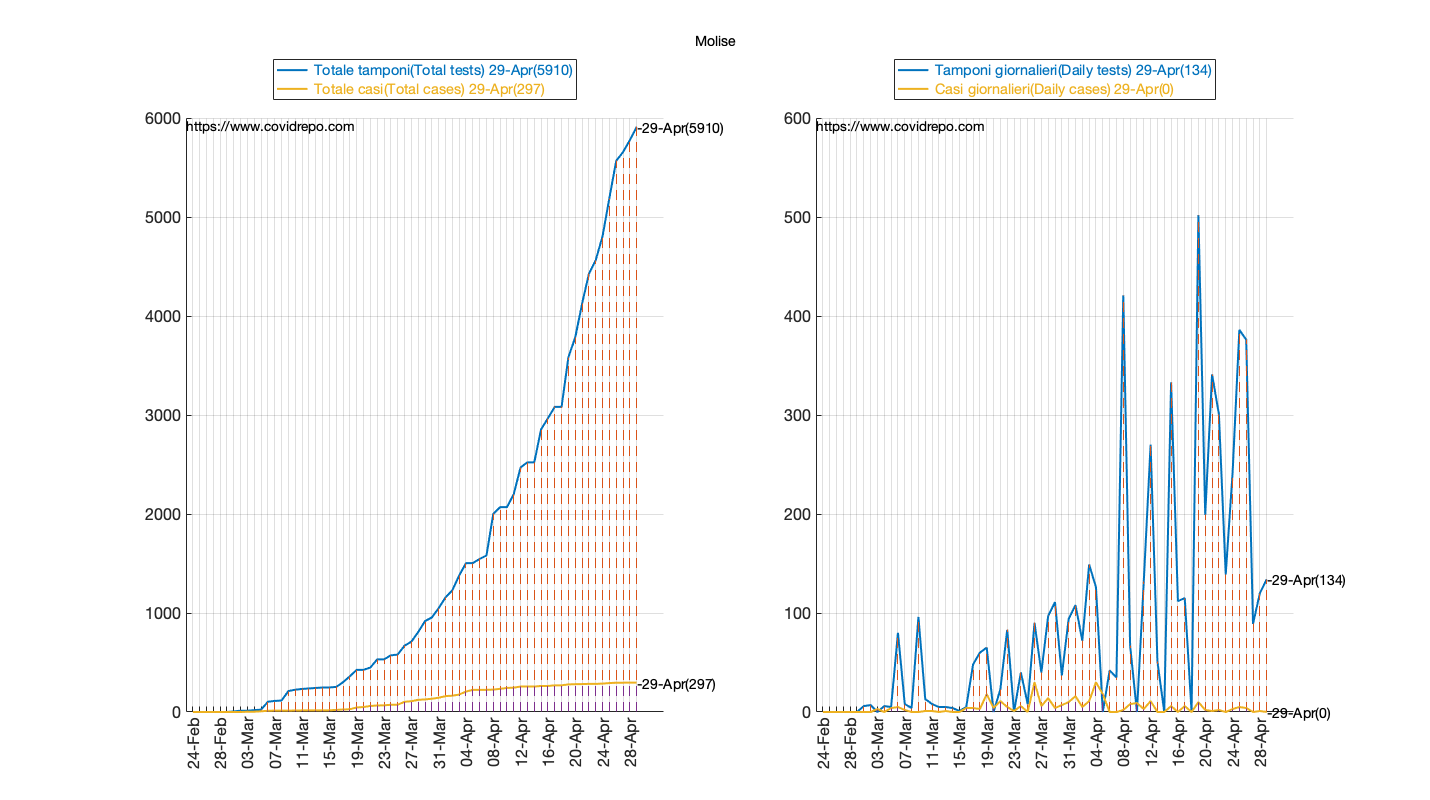 Molise
Totale tamponi(Total tests) 29-Apr(5910)
Totale casi(Total cases) 29-Apr(297)
https://www.covidrepo.com
6000
5000
4000
3000
2000
1000
0
-29-Apr(5910)
-29-Apr(297)
24-Feb
28-Feb
03-Mar
07-Mar
11-Mar
15-Mar
19-Mar
23-Mar
27-Mar
31-Mar
04-Apr
08-Apr
12-Apr
16-Apr
20-Apr
24-Apr
28-Apr
Tamponi giornalieri(Daily tests) 29-Apr(134)
Casi giornalieri(Daily cases) 29-Apr(0)
https://www.covidrepo.com
600
500
400
300
200
100
0
-29-Apr(134)
-29-Apr(0)
24-Feb
28-Feb
03-Mar
07-Mar
11-Mar
15-Mar
19-Mar
23-Mar
27-Mar
31-Mar
04-Apr
08-Apr
12-Apr
16-Apr
20-Apr
24-Apr
28-Apr